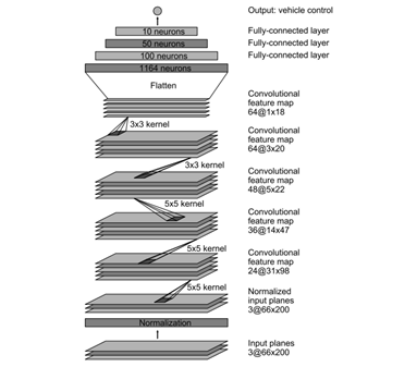 Output: vehicle control
10 neurons
Fully-connected layer
50 neurons
Fully-connected layer
100 neurons
Fully-connected layer
1164 neurons
Flatten
Convolutional
feature map
64@1x18
3x3 kernel
Convolutional
feature map
64@3x20
3x3 kernel
Convolutional
feature map
48@5x22
5x5 kernel
Convolutional
feature map
36@14x47
5x5 kernel
Convolutional
feature map
24@31x98
5x5 kernel
Normalized
input planes
3@66x200
Normalization
Input planes
3@66x200